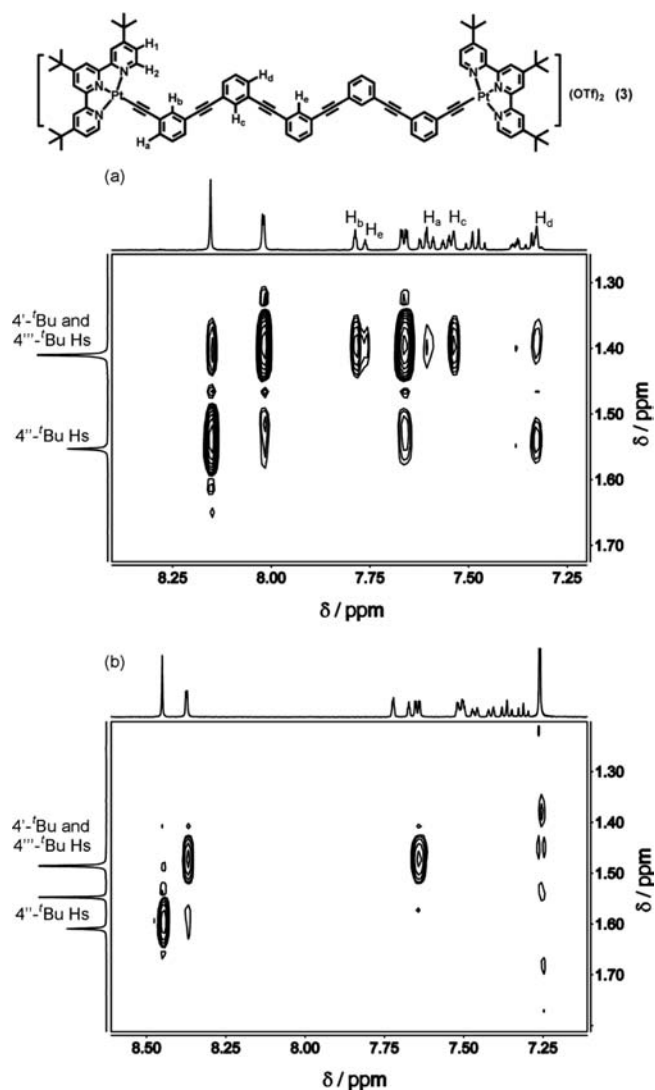 H1
H2
N
N
N
Pt
Ha
Hb
Hc
Hd
He
N
N
N
Pt
(OTf)2 (3)
(a)
Hb
He
Ha
Hc
Hd
4'-tBu and
4'''-tBu Hs
4''-tBu Hs
1.30
1.40
1.50
1.60
1.70
δ / ppm
8.25 8.00 7.75 7.50 7.25
δ / ppm
(b)
4'-tBu and
4'''-tBu Hs
4''-tBu Hs
1.30
1.40
1.50
1.60
1.70
δ / ppm
8.50 8.25 8.00 7.75 7.50 7.25
δ / ppm